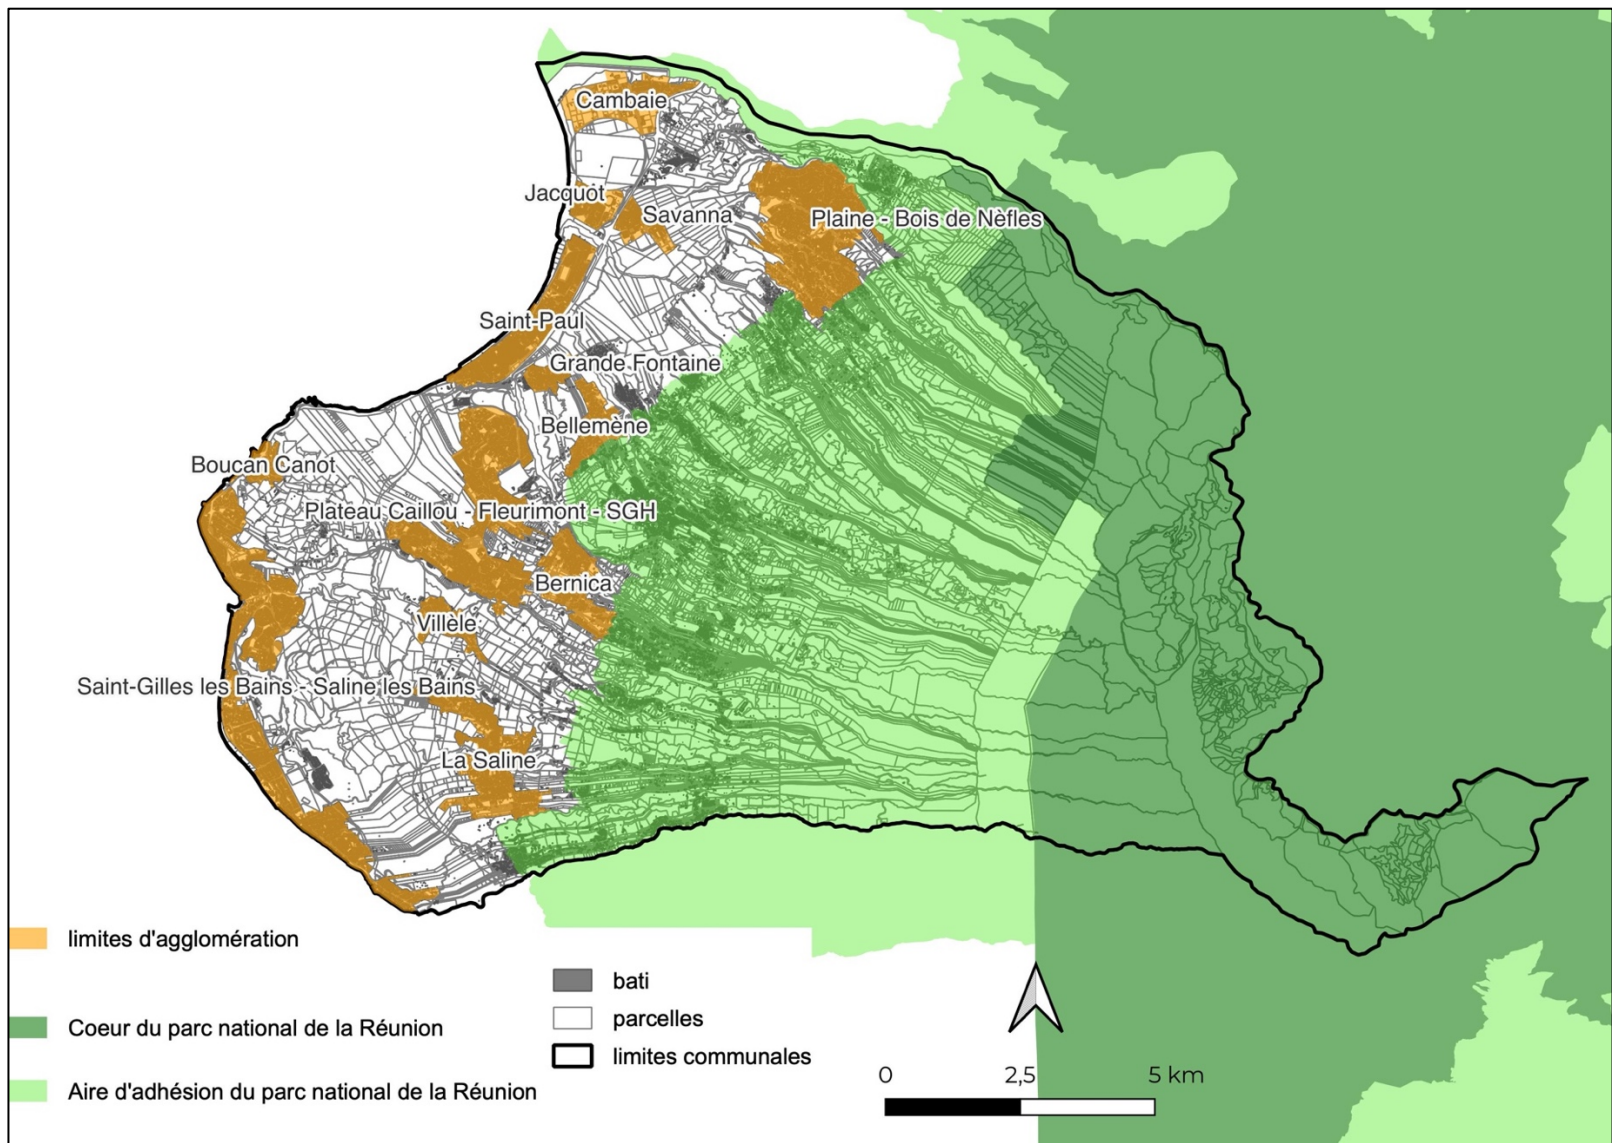 Cambaie
Jacquot
Savanna
Plaine - Bois de Nèfles
Saint-Paul
Grande Fontaine
Bellemène
Boucan Canot
Plateau Caillou - Fleurimont - SGH
Bernica
Villèle
Saint-Gilles les Bains - Saline les Bains
La Saline
limites d'agglomération
Coeur du parc national de la Réunion
Aire d'adhésion du parc national de la Réunion
bati
parcelles
limites communales
0 2,5 5 km